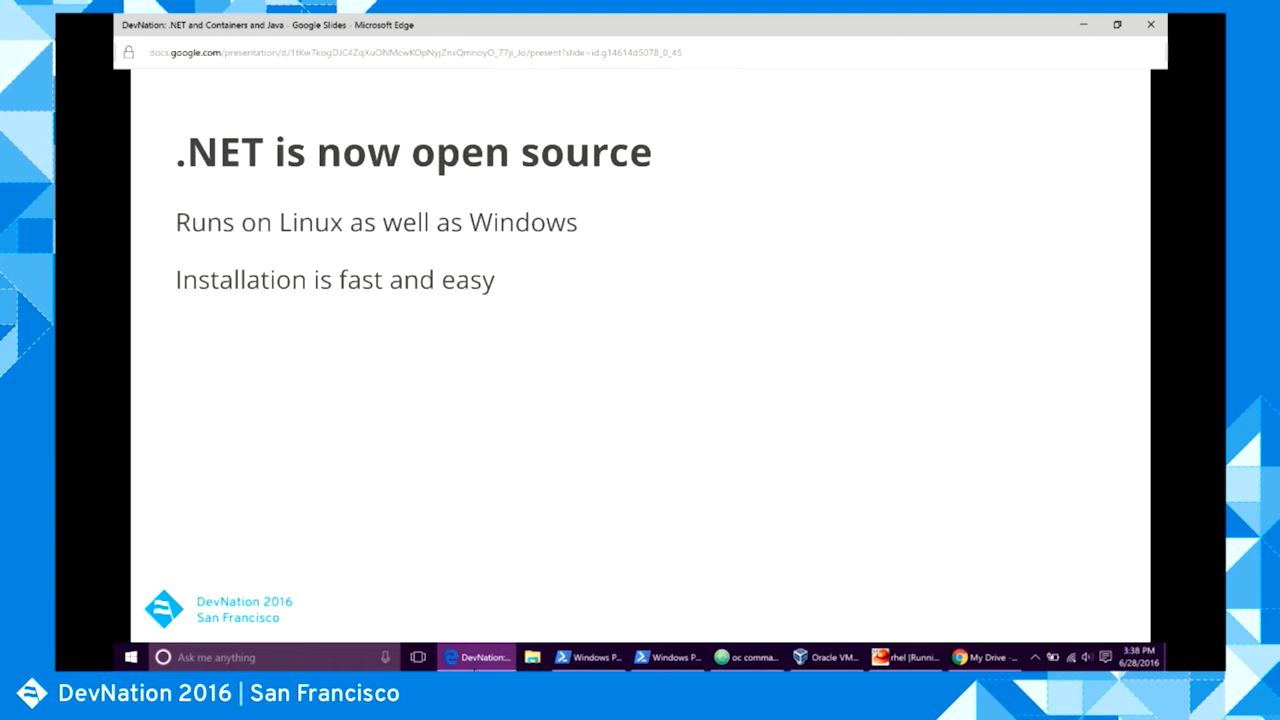 DevNation: .NET and Containers and Java - Google Slides - Microsoft Edge
.NET is now open source
Runs on Linux as well as Windows
Installation is fast and easy
DevNation 2016
San Francisco
Ask me anything
DevNation:...
Windows P...
Windows P...
oc comma...
Oracle VM...
rhel [Runni...
My Drive -...
3:38 PM
6/28/2016
DevNation 2016 | San Francisco